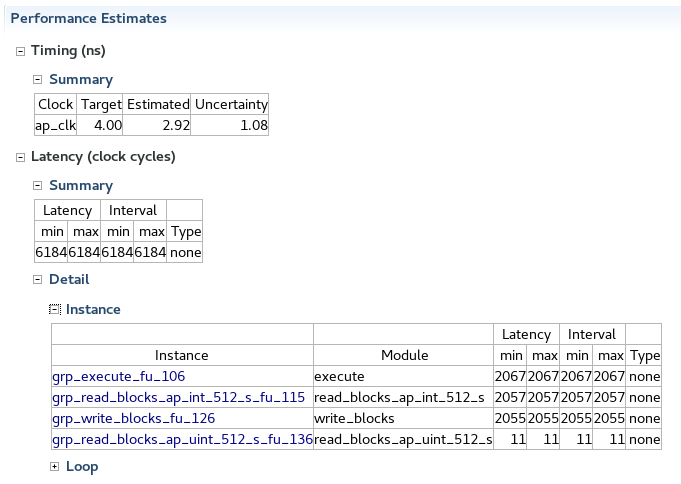 Performance Estimates
Timing (ns)
Summary
Clock Target Estimated Uncertainty
ap_clk 4.00 2.92 1.08
Latency (clock cycles)
Summary
Latency Interval
min max min max Type
6184 6184 6184 6184 none
Detail
Instance
Latency Interval
Instance Module min max min max Type
grp_execute_fu_106 execute 2067 2067 2067 2067 none
grp_read_blocks_ap_int_512_s_fu_115 read_blocks_ap_int_512_s 2057 2057 2057 2057 none
grp_write_blocks_fu_126 write_blocks 2055 2055 2055 2055 none
grp_read_blocks_ap_uint_512_s_fu_136 read_blocks_ap_uint_512_s 11 11 11 11 none
Loop